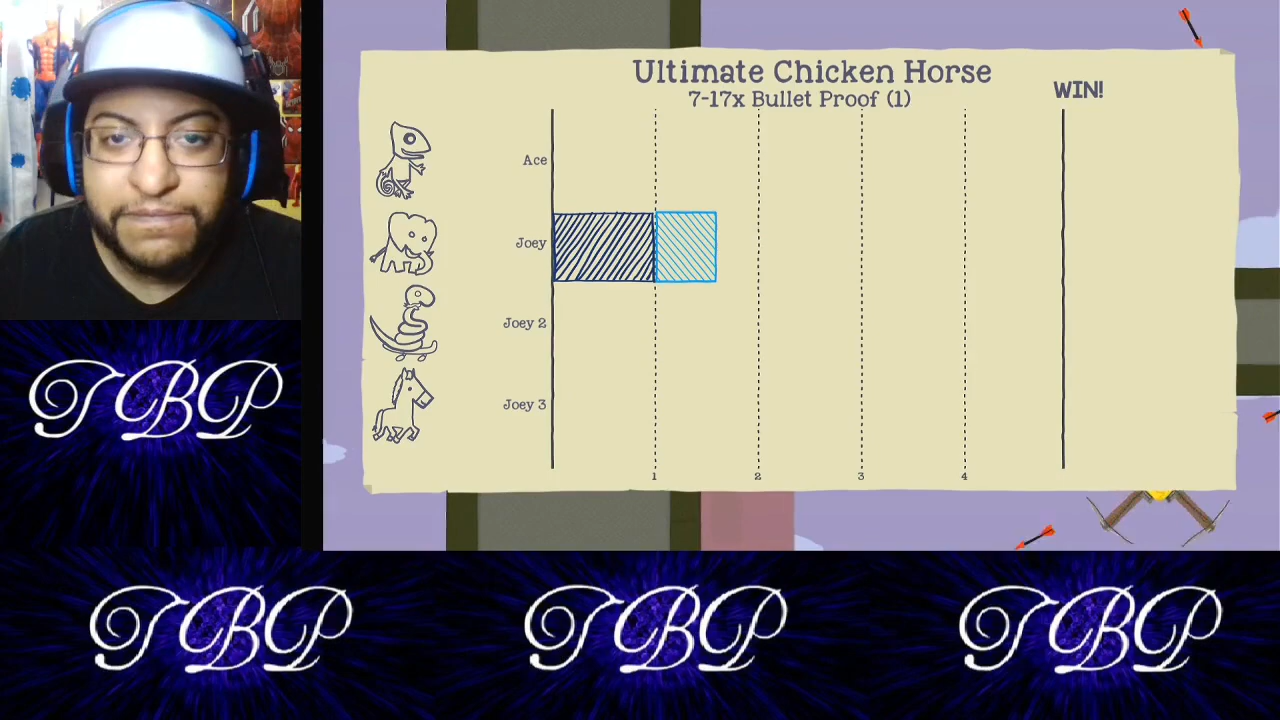 Ultimate Chicken Horse
7-17x Bullet Proof (1)
WIN!
Ace
Joey
Joey 2
Joey 3
1 2 3 4
TBP
TBP TBP TBP